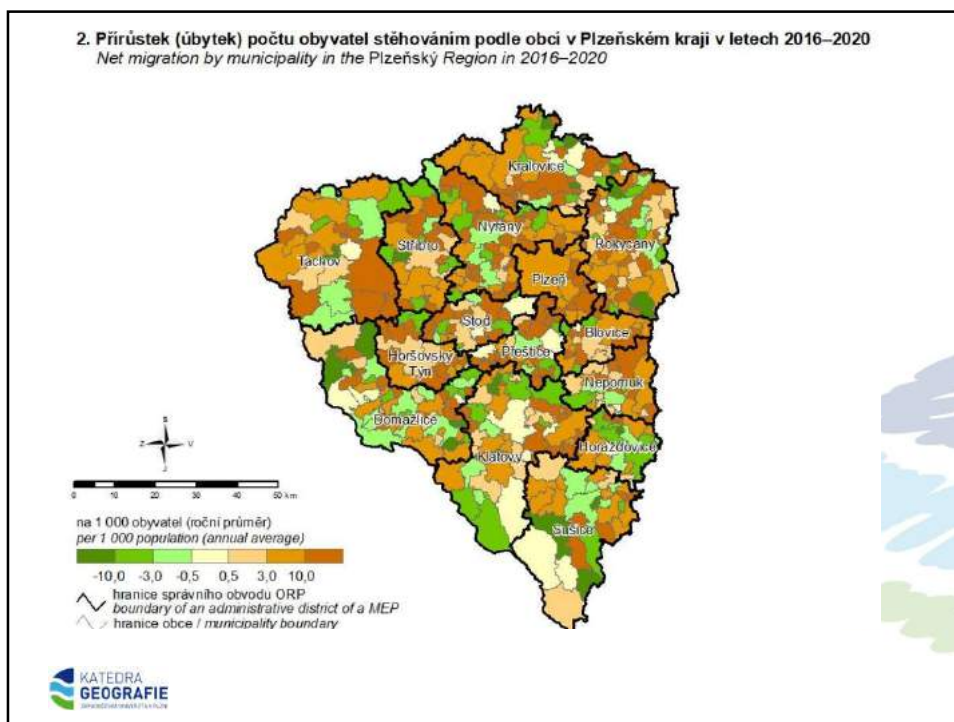 2. Přírůstek (úbytek) počtu obyvatel stěhováním podle obcí v Plzeňském kraji v letech 2016–2020
Net migration by municipality in the Plzeňský Region in 2016–2020
Kralovice
Nýřany
Rokycany
Stříbro
Tachov
Plzeň
Stod
Blovice
Přeštice
Horšovský
Týn
Nepomuk
Domažlice
Horažďovice
Klatovy
Sušice
S
Z V
J
0 10 20 30 40 50 km
na 1 000 obyvatel (roční průměr)
per 1 000 population (annual average)
-10,0 -3,0 -0,5 0,5 3,0 10,0
hranice správního obvodu ORP
boundary of an administrative district of a MEP
hranice obce / municipality boundary
KATEDRA
GEOGRAFIE